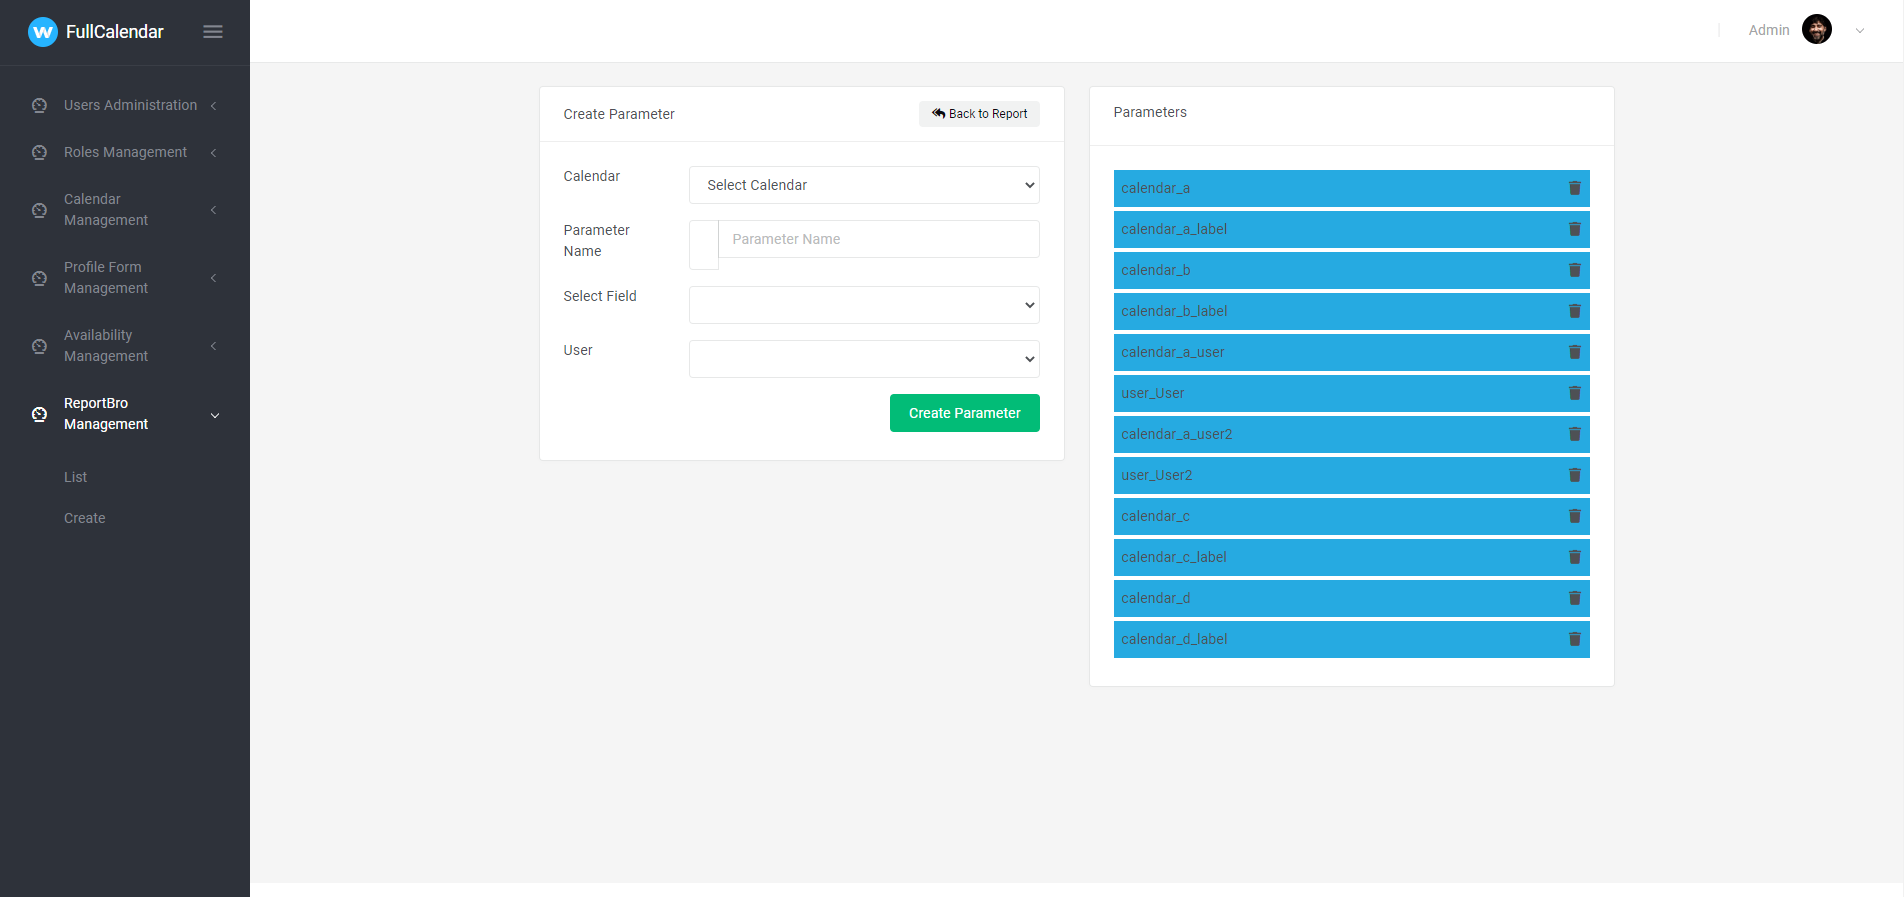 W FullCalendar
Admin
Users Administration
Roles Management
Calendar
Management
Profile Form
Management
Availability
Management
ReportBro
Management
List
Create
Create Parameter
Back to Report
Calendar
Select Calendar
Parameter
Name
Parameter Name
Select Field
User
Create Parameter
Parameters
calendar_a
calendar_a_label
calendar_b
calendar_b_label
calendar_a_user
user_User
calendar_a_user2
user_User2
calendar_c
calendar_c_label
calendar_d
calendar_d_label